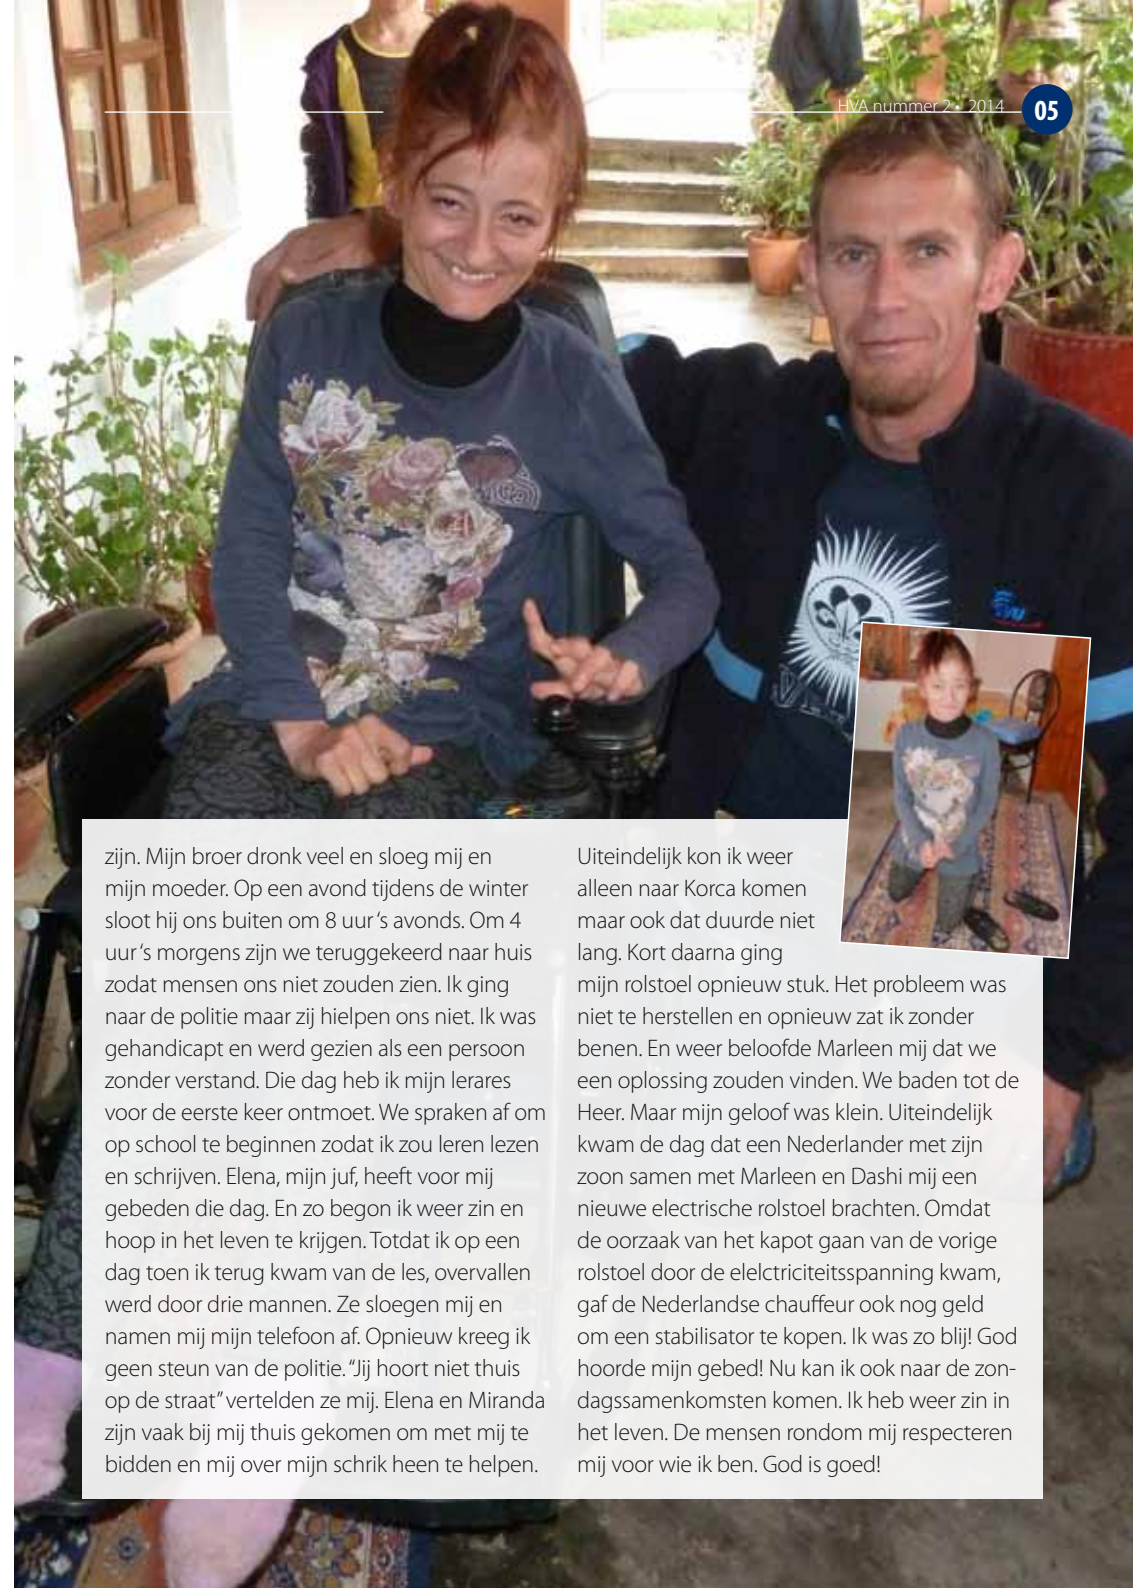 HVA nummer 2 • 2014
05
zijn. Mijn broer dronk veel en sloeg mij en
mijn moeder. Op een avond tijdens de winter
sloot hij ons buiten om 8 uur ‘s avonds. Om 4
uur ‘s morgens zijn we teruggekeerd naar huis
zodat mensen ons niet zouden zien. Ik ging
naar de politie maar zij hielpen ons niet. Ik was
gehandicapt en werd gezien als een persoon
zonder verstand. Die dag heb ik mijn lerares
voor de eerste keer ontmoet. We spraken af om
op school te beginnen zodat ik zou leren lezen
en schrijven. Elena, mijn juf, heeft voor mij
gebeden die dag. En zo begon ik weer zin en
hoop in het leven te krijgen. Totdat ik op een
dag toen ik terug kwam van de les, overvallen
werd door drie mannen. Ze sloegen mij en
namen mij mijn telefoon af. Opnieuw kreeg ik
geen steun van de politie. “Jij hoort niet thuis
op de straat” vertelden ze mij. Elena en Miranda
zijn vaak bij mij thuis gekomen om met mij te
bidden en mij over mijn schrik heen te helpen.
Uiteindelijk kon ik weer
alleen naar Korca komen
maar ook dat duurde niet
lang. Kort daarna ging
mijn rolstoel opnieuw stuk. Het probleem was
niet te herstellen en opnieuw zat ik zonder
benen. En weer beloofde Marleen mij dat we
een oplossing zouden vinden. We baden tot de
Heer. Maar mijn geloof was klein. Uiteindelijk
kwam de dag dat een Nederlander met zijn
zoon samen met Marleen en Dashi mij een
nieuwe electrische rolstoel brachten. Omdat
de oorzaak van het kapot gaan van de vorige
rolstoel door de elelctriciteitsspanning kwam,
gaf de Nederlandse chauffeur ook nog geld
om een stabilisator te kopen. Ik was zo blij! God
hoorde mijn gebed! Nu kan ik ook naar de zon-
dagssamenkomsten komen. Ik heb weer zin in
het leven. De mensen rondom mij respecteren
mij voor wie ik ben. God is goed!